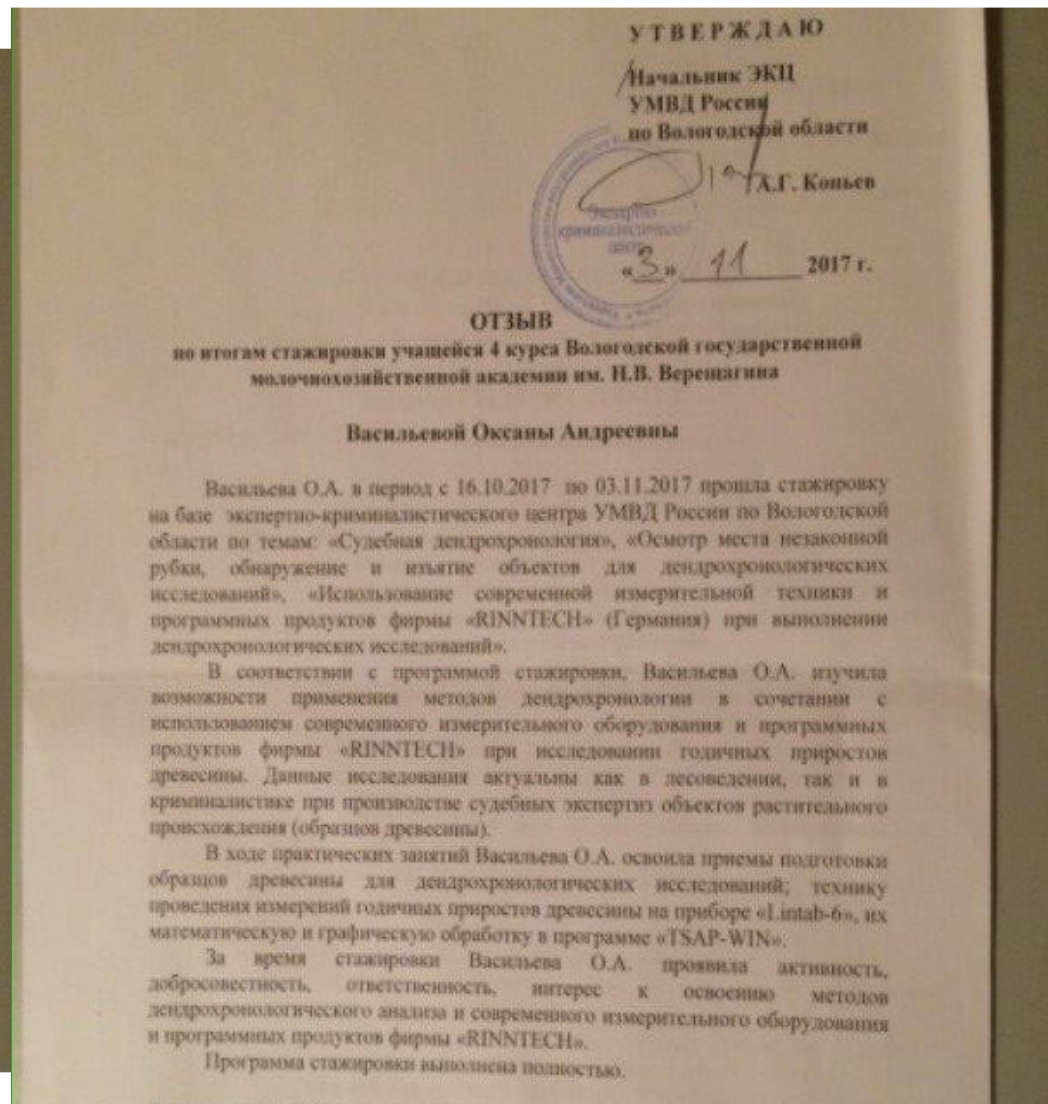 УТВЕРЖДАЮ
Начальник ЭКЦ
УМВД России
по Вологодской области
А.Г. Копьев
Экспертно-
криминалистический
центр
«3» 11 2017 г.
ОТЗЫВ
по итогам стажировки учащейся 4 курса Вологодской государственной
молочнохозяйственной академии им. Н.В. Верещагина
Васильевой Оксаны Андреевны
Васильева О.А. в период с 16.10.2017 по 03.11.2017 прошла стажировку
на базе экспертно-криминалистического центра УМВД России по Вологодской
области по темам: «Судебная дендрохронология», «Осмотр места незаконной
рубки, обнаружение и изъятие объектов для дендрохронологических
исследований», «Использование современной измерительной техники и
программных продуктов фирмы «RINNTECH» (Германия) при выполнении
дендрохронологических исследований».
В соответствии с программой стажировки, Васильева О.А. изучила
возможности применения методов дендрохронологии в сочетании с
использованием современного измерительного оборудования и программных
продуктов фирмы «RINNTECH» при исследовании годичных приростов
древесины. Данные исследования актуальны как в лесоведении, так и в
криминалистике при производстве судебных экспертиз объектов растительного
происхождения (образцов древесины).
В ходе практических занятий Васильева О.А. освоила приемы подготовки
образцов древесины для дендрохронологических исследований; технику
проведения измерений годичных приростов древесины на приборе «Lintab-6», их
математическую и графическую обработку в программе «TSAP-WIN».
За время стажировки Васильева О.А. проявила активность,
добросовестность, ответственность, интерес к освоению методов
дендрохронологического анализа и современного измерительного оборудования
и программных продуктов фирмы «RINNTECH».
Программа стажировки выполнена полностью.